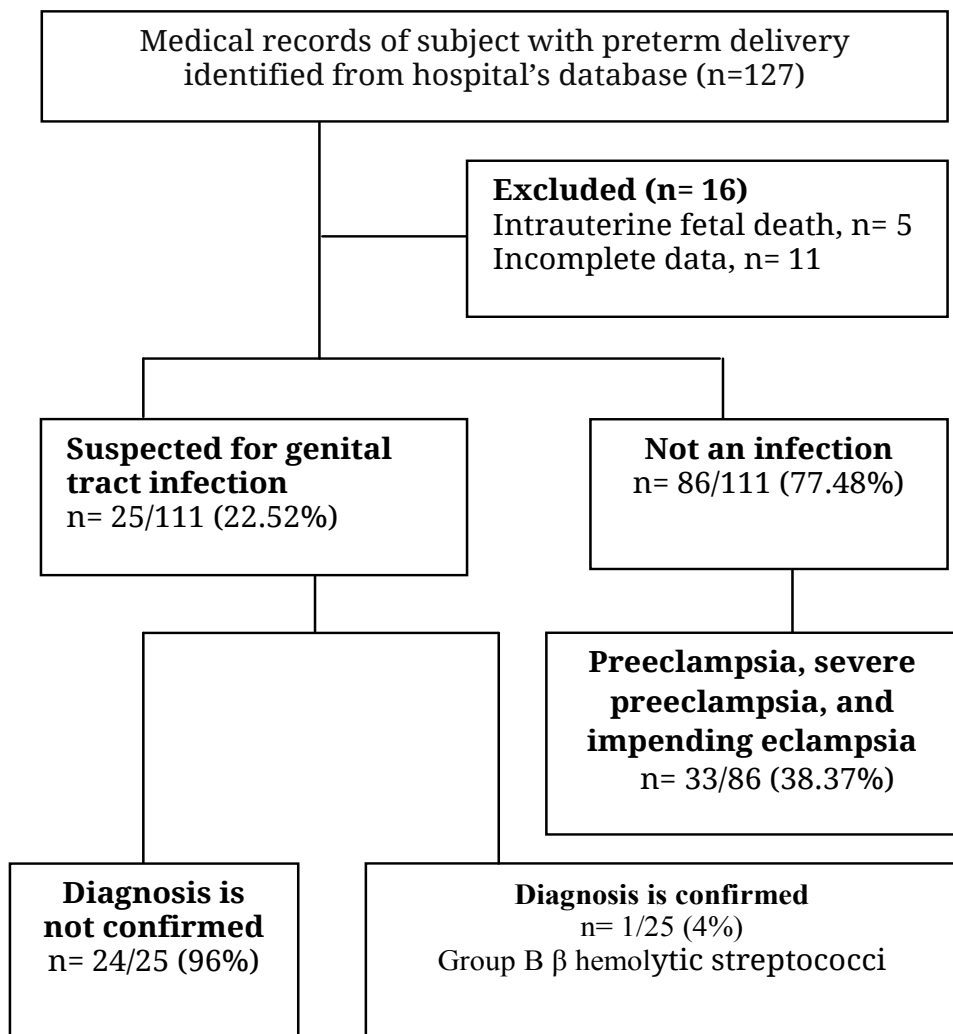 Medical records of subject with preterm delivery
identified from hospital's database (n=127)
Excluded (n= 16)
Intrauterine fetal death, n= 5
Incomplete data, n= 11
Suspected for genital
tract infection
n= 25/111 (22.52%)
Not an infection
n= 86/111 (77.48%)
Preeclampsia, severe
preeclampsia, and
impending eclampsia
n= 33/86 (38.37%)
Diagnosis is
not confirmed
n= 24/25 (96%)
Diagnosis is confirmed
n= 1/25 (4%)
Group B β hemolytic streptococci